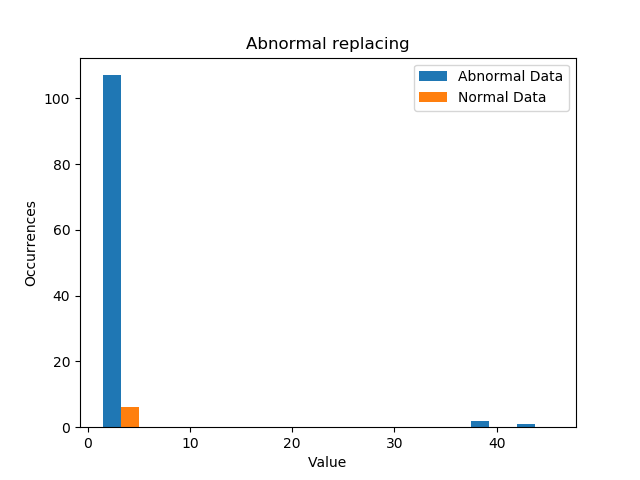 Abnormal replacing
Abnormal Data
Normal Data
100
80
60
40
20
0
Occurrences
0 10 20 30 40
Value